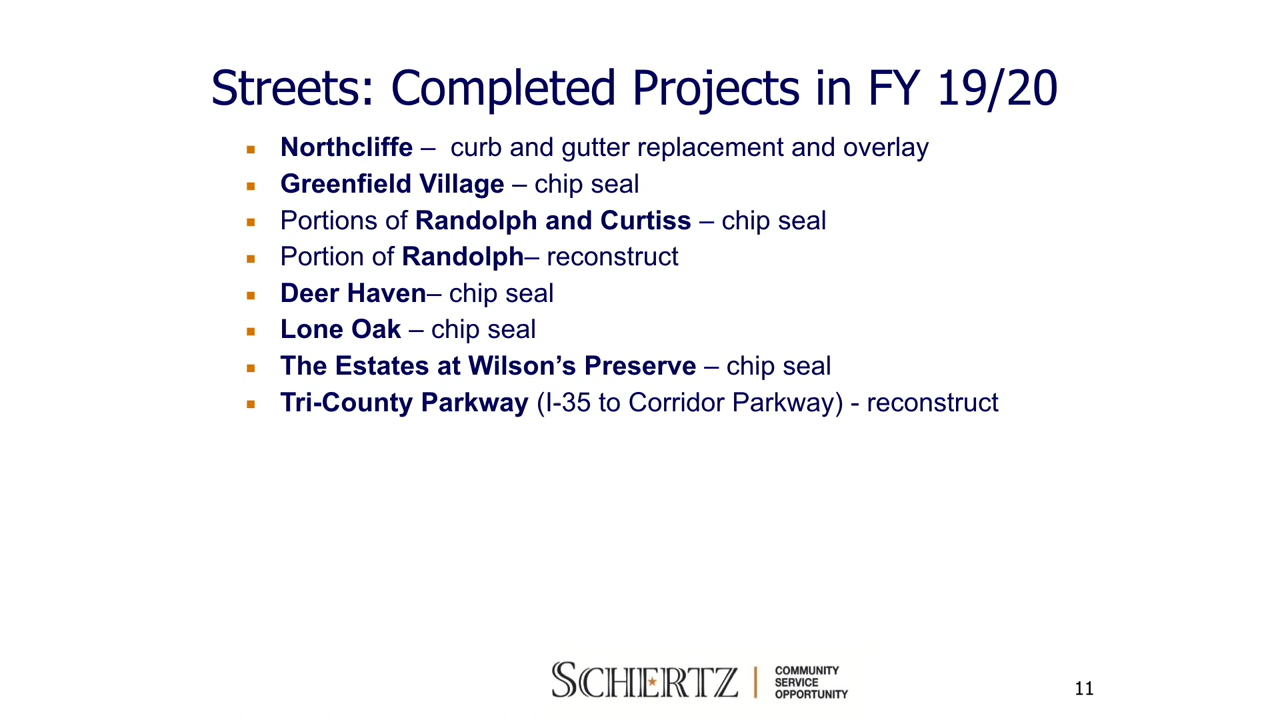 Streets: Completed Projects in FY 19/20
Northcliffe – curb and gutter replacement and overlay
Greenfield Village – chip seal
Portions of Randolph and Curtiss – chip seal
Portion of Randolph– reconstruct
Deer Haven– chip seal
Lone Oak – chip seal
The Estates at Wilson’s Preserve – chip seal
Tri-County Parkway (I-35 to Corridor Parkway) - reconstruct
SCHERTZ
COMMUNITY
SERVICE
OPPORTUNITY
11